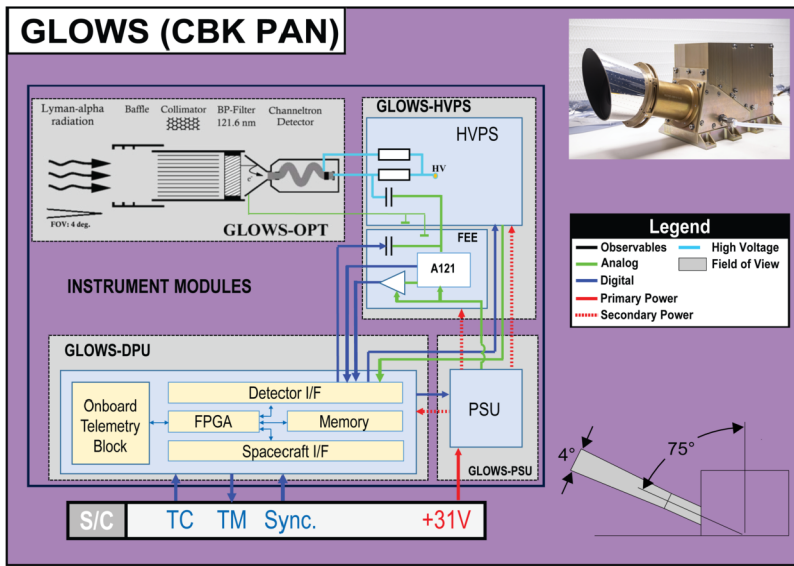 GLOWS (CBK PAN)
Lyman-alpha
radiation
Baffle
Collimator
BP-Filter
121.6 nm
Channeltron
Detector
FOV: 4 deg.
GLOWS-OPT
GLOWS-HVPS
HVPS
HV
FEE
A121
INSTRUMENT MODULES
Legend
Observables
High Voltage
Analog
Field of View
Digital
Primary Power
Secondary Power
GLOWS-DPU
Onboard
Telemetry
Block
Detector I/F
FPGA
Memory
Spacecraft I/F
PSU
GLOWS-PSU
S/C
TC
TM
Sync.
+31V
4°
75°